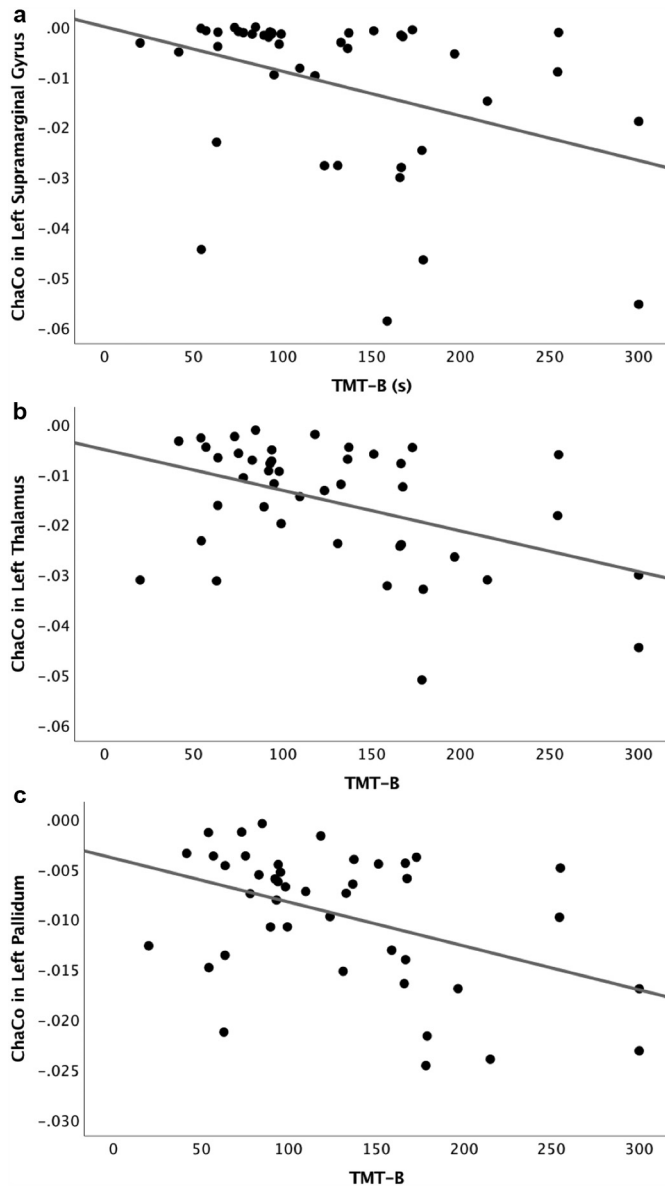 a
ChaCo in Left Supramarginal Gyrus
.00
-.01
-.02
-.03
-.04
-.05
-.06
0 50 100 150 200 250 300
TMT-B (s)
b
ChaCo in Left Thalamus
.00
-.01
-.02
-.03
-.04
-.05
-.06
0 50 100 150 200 250 300
TMT-B
c
ChaCo in Left Pallidum
.000
-.005
-.010
-.015
-.020
-.025
-.030
0 50 100 150 200 250 300
TMT-B